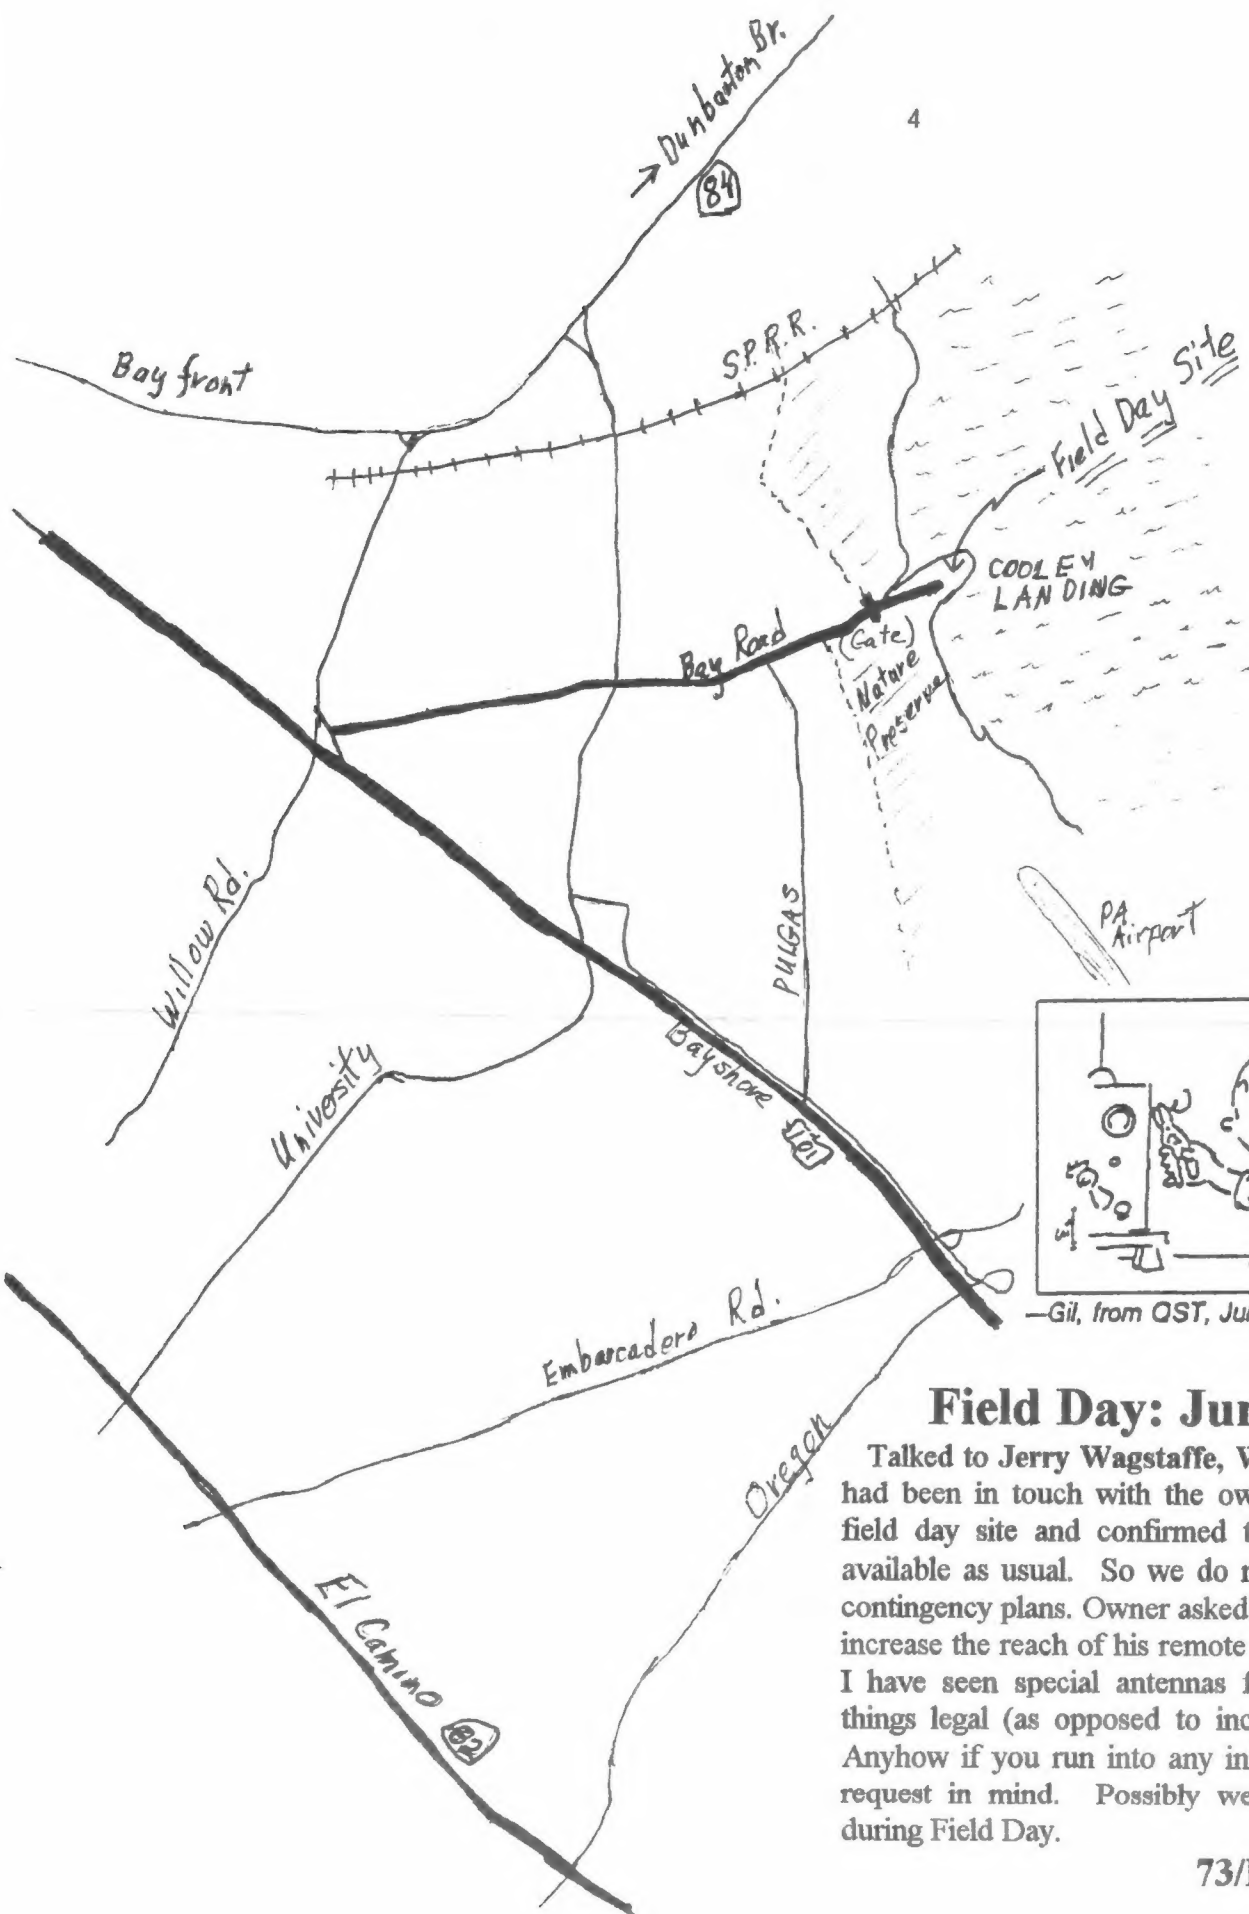 4
→ Dunbarton Br.
84
Bay front
S.P.R.R.
Field Day Site
COOLEY
LANDING
Bay Road
(Gate)
Nature
Preserve
Willow Rd.
PULGAS
PA
Airport
University
Bayshore
101
Embarcadero Rd.
—Gil, from QST, Ju
Oregon
El Camino
82
Field Day: Jun
Talked to Jerry Wagstaffe, W
had been in touch with the ow
field day site and confirmed t
available as usual. So we do n
contingency plans. Owner asked
increase the reach of his remote
I have seen special antennas f
things legal (as opposed to inc
Anyhow if you run into any in
request in mind. Possibly we
during Field Day.
73/